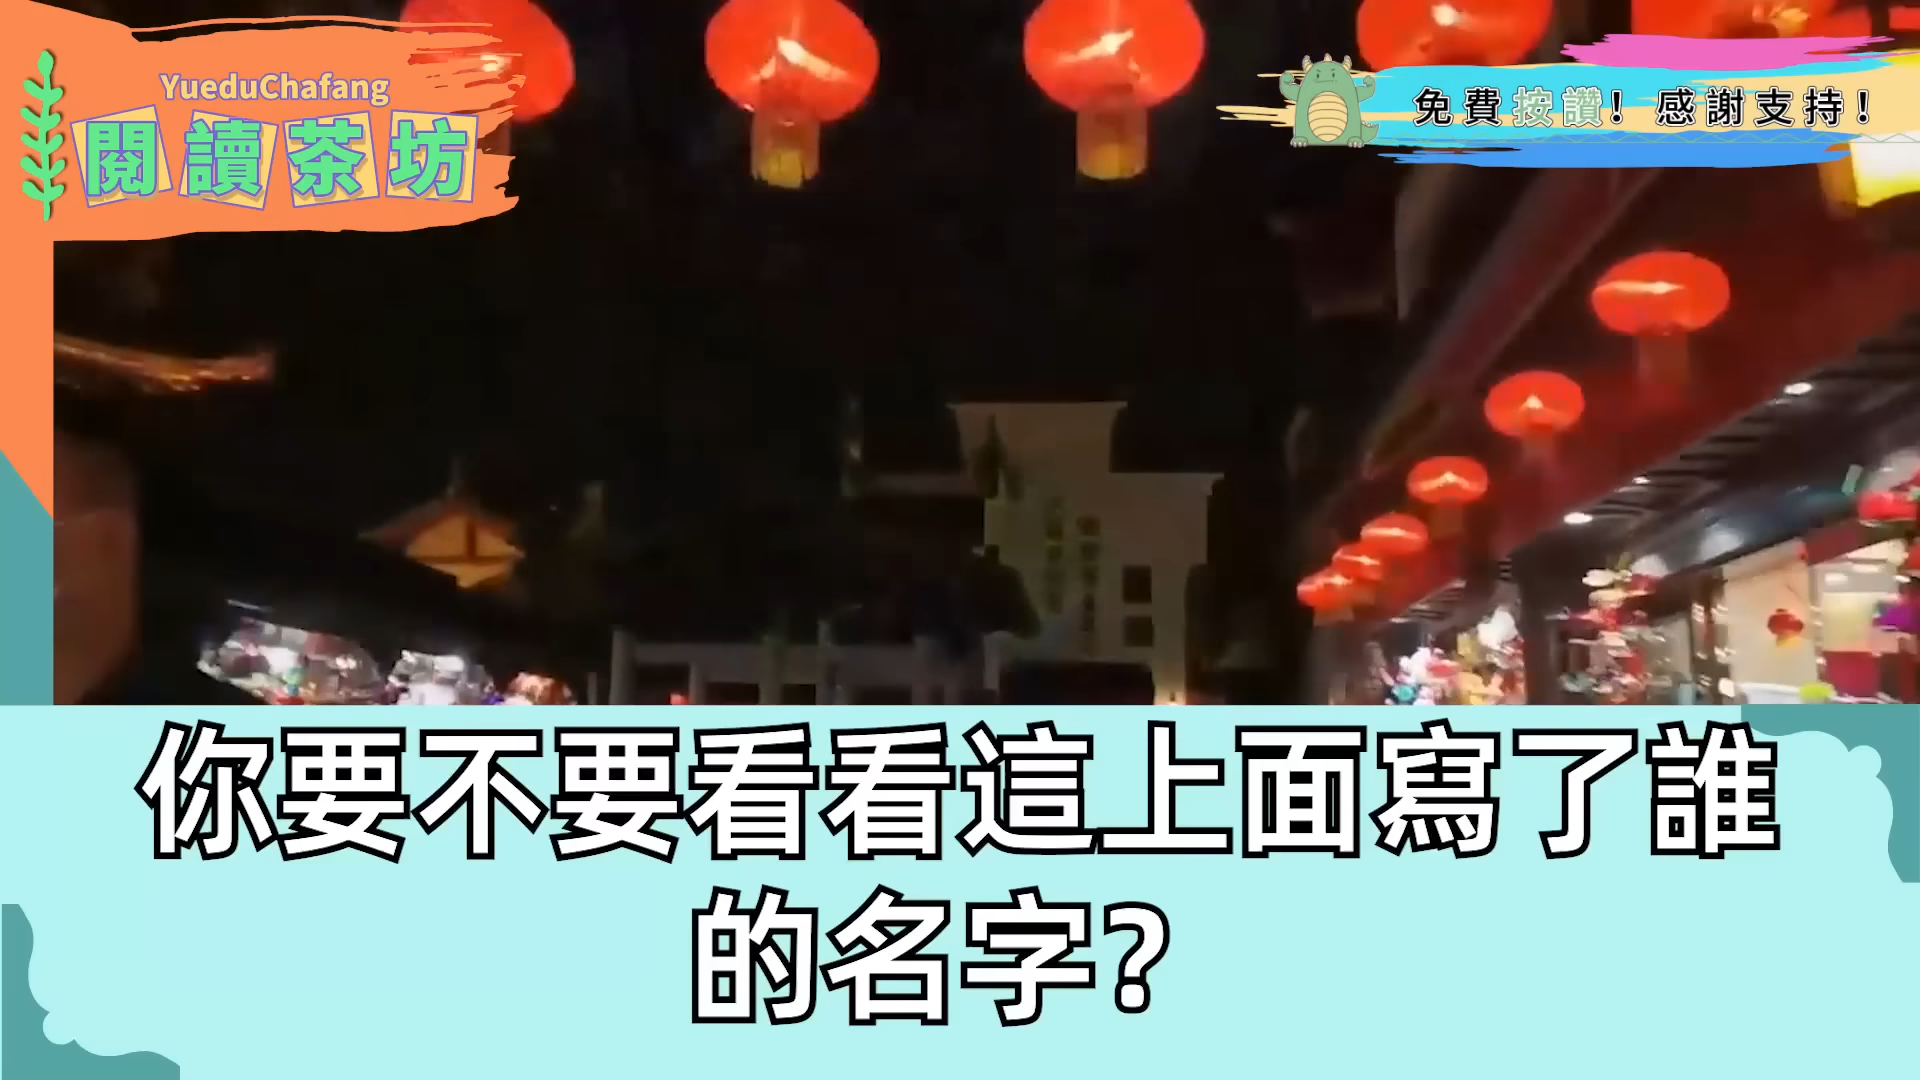 YueduChafang
閱讀茶坊
免費按讚！感謝支持！
你要不要看看這上面寫了誰
的名字？